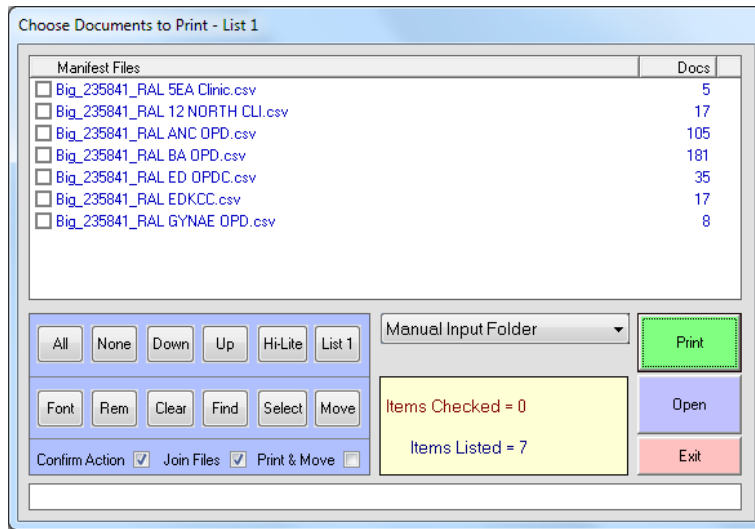 Choose Documents to Print - List 1
Manifest Files Docs
Big_235841_RAL 5EA Clinic.csv 5
Big_235841_RAL 12 NORTH CLI.csv 17
Big_235841_RAL ANC OPD.csv 105
Big_235841_RAL BA OPD.csv 181
Big_235841_RAL ED OPDC.csv 35
Big_235841_RAL EDKCC.csv 17
Big_235841_RAL GYNAE OPD.csv 8
Manual Input Folder
All None Down Up Hi-Lite List 1 Print
Font Rem Clear Find Select Move
Items Checked = 0 Open
Items Listed = 7
Confirm Action Join Files Print & Move Exit